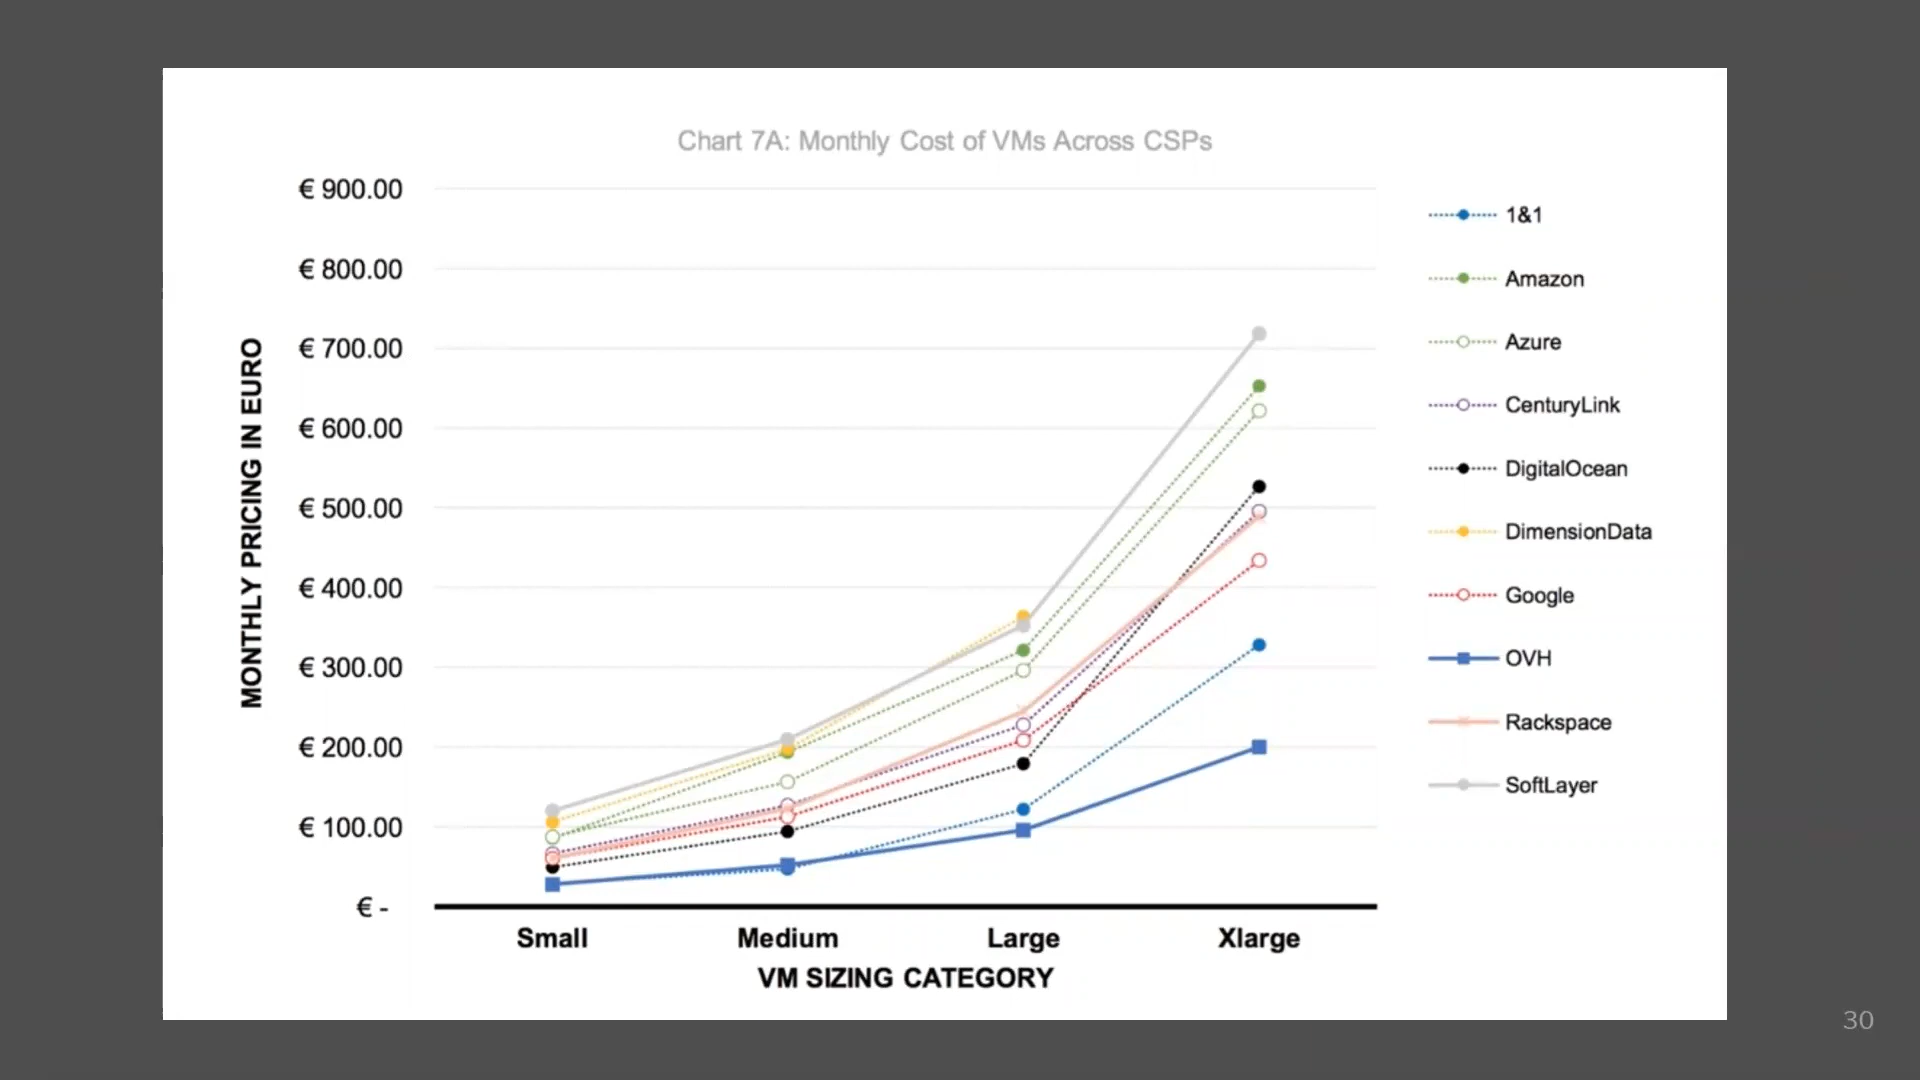 Chart 7A: Monthly Cost of VMs Across CSPs
MONTHLY PRICING IN EURO
€ 900.00
€ 800.00
€ 700.00
€ 600.00
€ 500.00
€ 400.00
€ 300.00
€ 200.00
€ 100.00
€ -
Small Medium Large Xlarge
VM SIZING CATEGORY
1&1
Amazon
Azure
CenturyLink
DigitalOcean
DimensionData
Google
OVH
Rackspace
SoftLayer
30